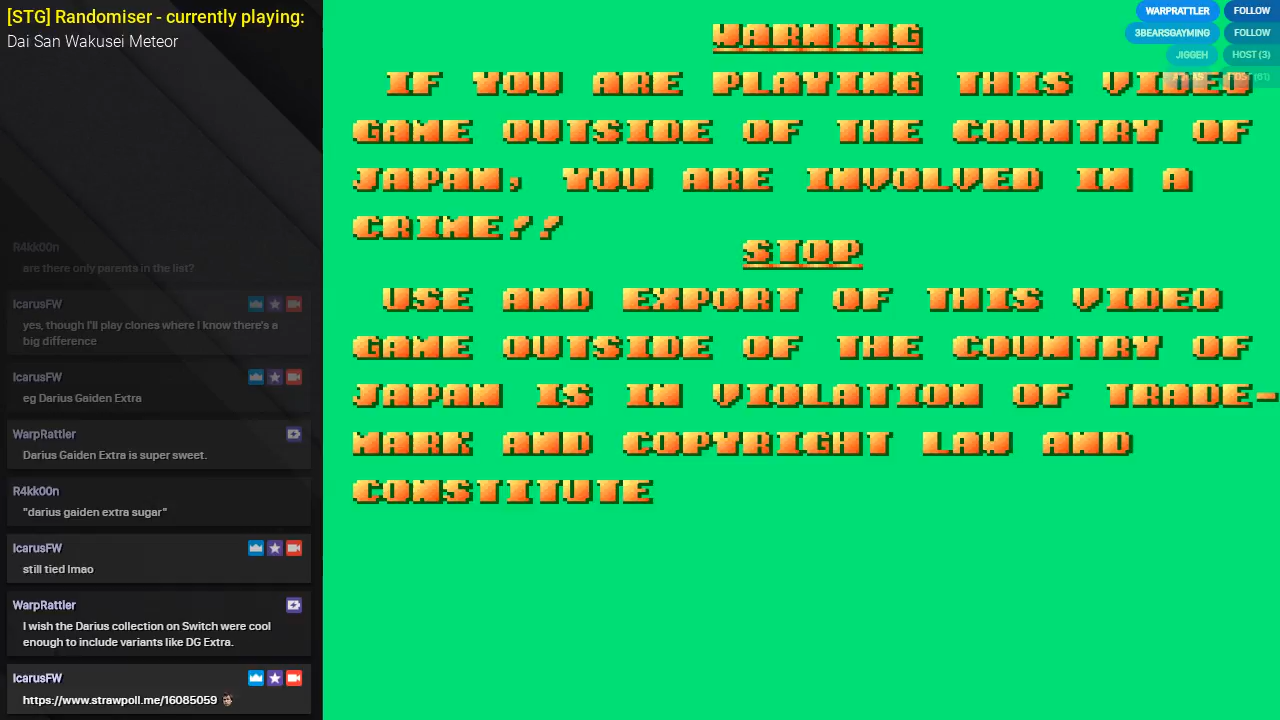 [STG] Randomiser - currently playing:
Dai San Wakusei Meteor
R4kk00n
are there only parents in the list?
IcarusFW
yes, though I'll play clones where I know there's a
big difference
IcarusFW
eg Darius Gaiden Extra
WarpRattler
Darius Gaiden Extra is super sweet.
R4kk00n
"darius gaiden extra sugar"
IcarusFW
still tied lmao
WarpRattler
I wish the Darius collection on Switch were cool
enough to include variants like DG Extra.
IcarusFW
https://www.strawpoll.me/16085059
WARNING
IF YOU ARE PLAYING THIS VIDEO
GAME OUTSIDE OF THE COUNTRY OF
JAPAN, YOU ARE INVOLVED IN A
CRIME!!
STOP
USE AND EXPORT OF THIS VIDEO
GAME OUTSIDE OF THE COUNTRY OF
JAPAN IS IN VIOLATION OF TRADE-
MARK AND COPYRIGHT LAW AND
CONSTITUTE
WARPRATTLER FOLLOW
3BEARSGAYMING FOLLOW
JIGGEH HOST (3)
HOST (61)